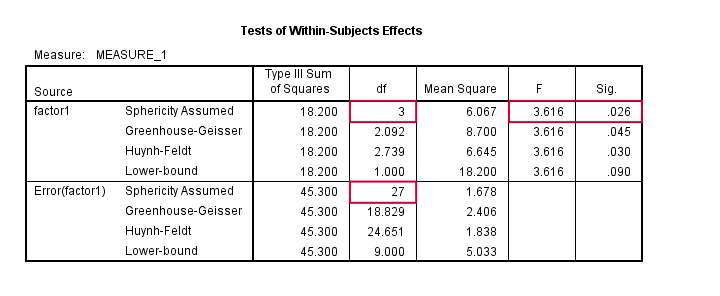 Tests of Within-Subjects Effects
Measure: MEASURE_1
Source Type III Sum of Squares df Mean Square F Sig.
factor1 Sphericity Assumed 18.200 3 6.067 3.616 .026
Greenhouse-Geisser 18.200 2.092 8.700 3.616 .045
Huynh-Feldt 18.200 2.739 6.645 3.616 .030
Lower-bound 18.200 1.000 18.200 3.616 .090
Error(factor1) Sphericity Assumed 45.300 27 1.678
Greenhouse-Geisser 45.300 18.829 2.406
Huynh-Feldt 45.300 24.651 1.838
Lower-bound 45.300 9.000 5.033